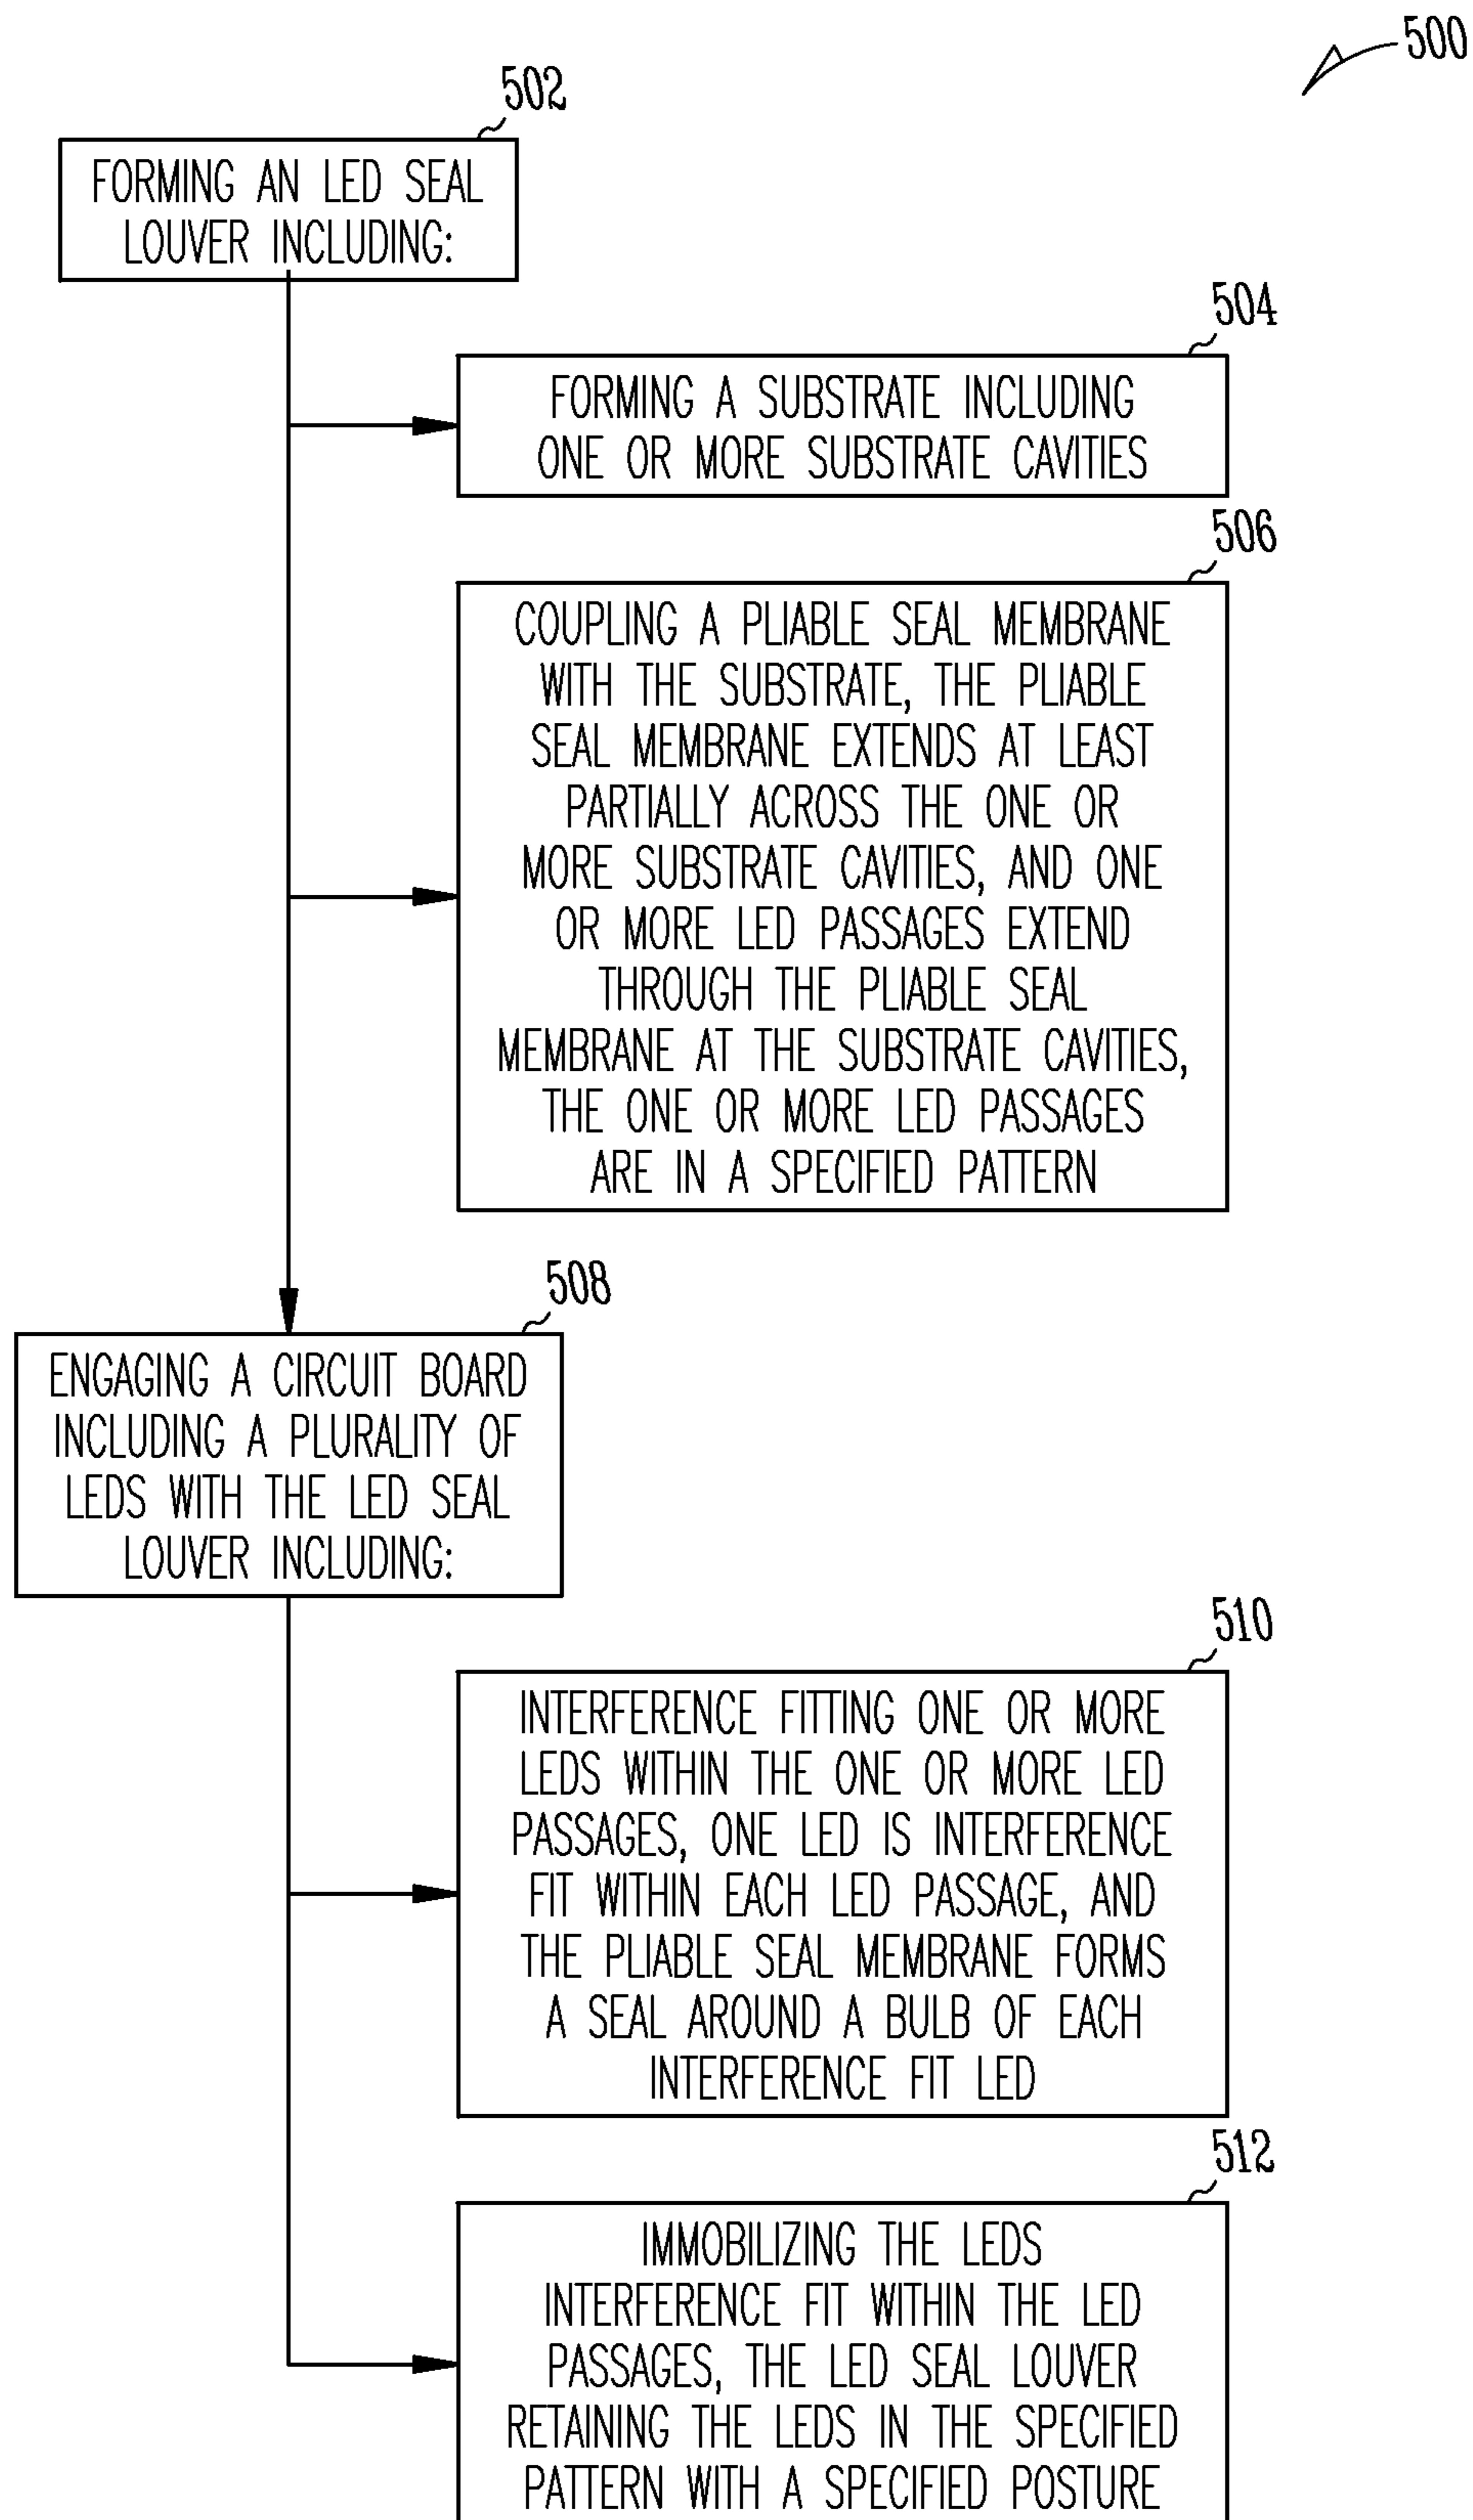 500
502
FORMING AN LED SEAL
LOUVER INCLUDING:
504
FORMING A SUBSTRATE INCLUDING
ONE OR MORE SUBSTRATE CAVITIES
506
COUPLING A PLIABLE SEAL MEMBRANE
WITH THE SUBSTRATE, THE PLIABLE
SEAL MEMBRANE EXTENDS AT LEAST
PARTIALLY ACROSS THE ONE OR
MORE SUBSTRATE CAVITIES, AND ONE
OR MORE LED PASSAGES EXTEND
THROUGH THE PLIABLE SEAL
MEMBRANE AT THE SUBSTRATE CAVITIES,
THE ONE OR MORE LED PASSAGES
ARE IN A SPECIFIED PATTERN
508
ENGAGING A CIRCUIT BOARD
INCLUDING A PLURALITY OF
LEDS WITH THE LED SEAL
LOUVER INCLUDING:
510
INTERFERENCE FITTING ONE OR MORE
LEDS WITHIN THE ONE OR MORE LED
PASSAGES, ONE LED IS INTERFERENCE
FIT WITHIN EACH LED PASSAGE, AND
THE PLIABLE SEAL MEMBRANE FORMS
A SEAL AROUND A BULB OF EACH
INTERFERENCE FIT LED
512
IMMOBILIZING THE LEDS
INTERFERENCE FIT WITHIN THE LED
PASSAGES, THE LED SEAL LOUVER
RETAINING THE LEDS IN THE SPECIFIED
PATTERN WITH A SPECIFIED POSTURE